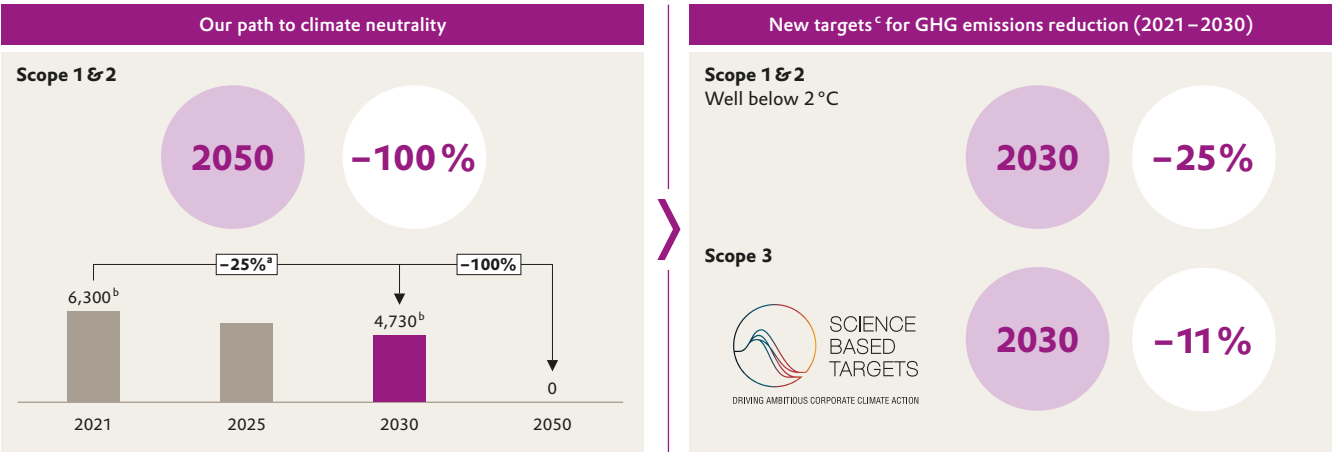 Our path to climate neutrality
Scope 1 & 2
2050
–100 %
–25%ᵃ
–100%
6,300ᵇ
4,730ᵇ
0
2021
2025
2030
2050
New targetsᶜ for GHG emissions reduction (2021–2030)
Scope 1 & 2
Well below 2 °C
2030
–25%
Scope 3
SCIENCE
BASED
TARGETS
DRIVING AMBITIOUS CORPORATE CLIMATE ACTION
2030
–11 %